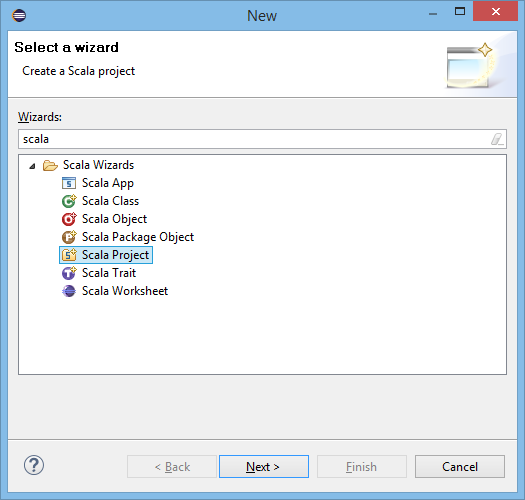 New
Select a wizard
Create a Scala project
Wizards:
scala
Scala Wizards
Scala App
Scala Class
Scala Object
Scala Package Object
Scala Project
Scala Trait
Scala Worksheet
< Back Next > Finish Cancel